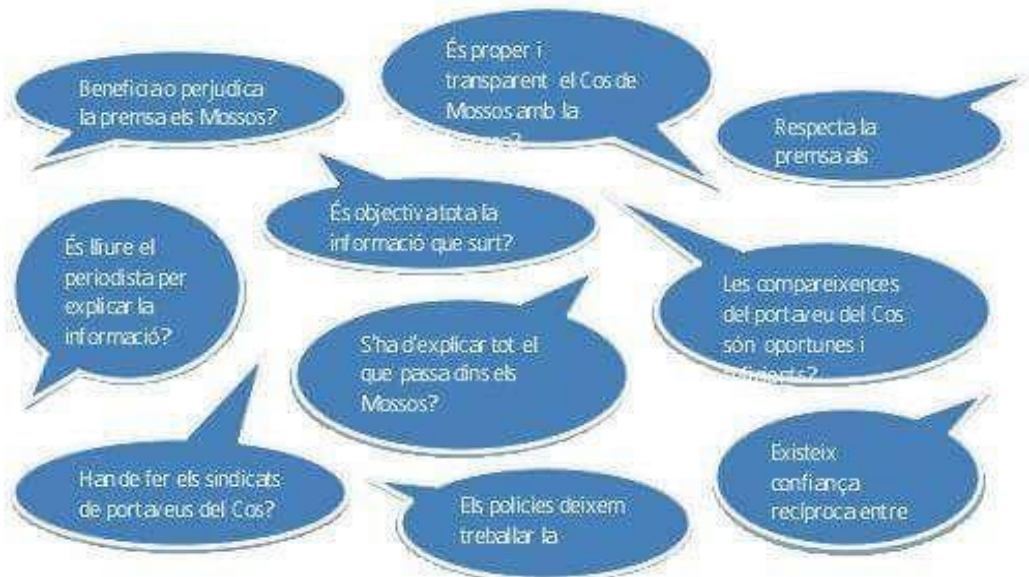 Beneficia o perjudica
la premsa els Mossos?
És proper i
transparent el Cos de
Mossos amb la
Respecta la
premsa als
És objectiva tota la
informació que surt?
És lliure el
periodista per
explicar la
informació?
Les compareixences
del portaveu del Cos
són oportunes i
S'ha d'explicar tot el
que passa dins els
Mossos?
Han de fer els sindicats
de portaveus del Cos?
Els policies deixem
treballar la
Existeix
confiança
recíproca entre